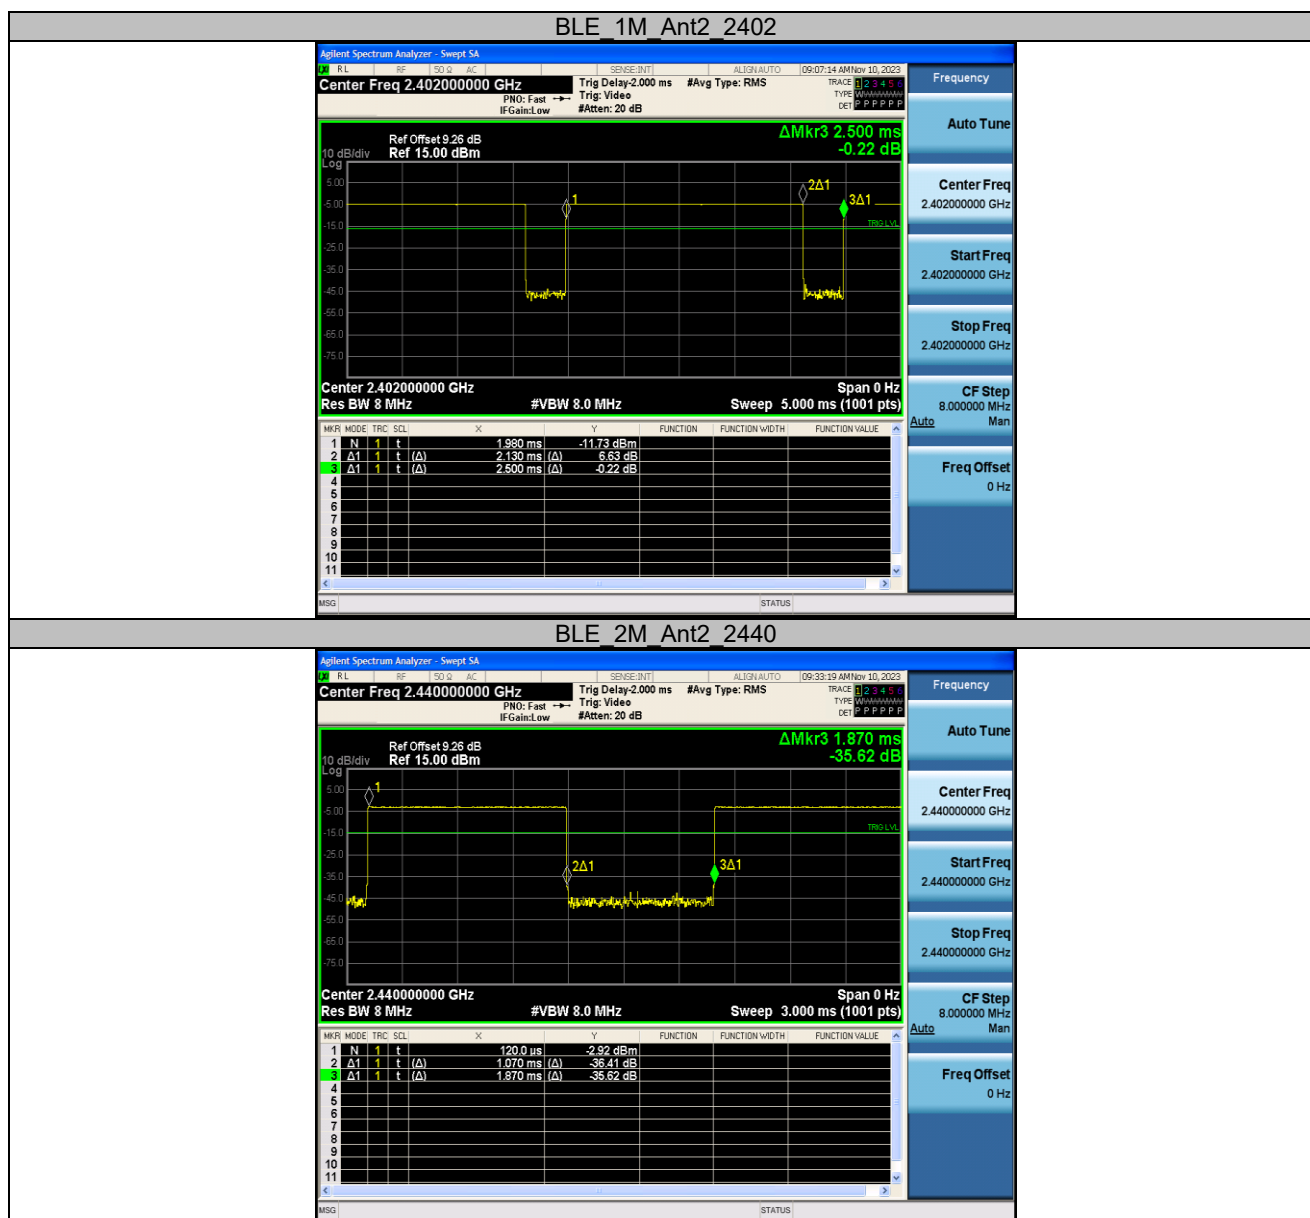 BLE_1M_Ant2_2402
Agilent Spectrum Analyzer - Swept SA
RL RF 50 Ω AC SENSE:INT ALIGN AUTO 09:07:14 AM Nov 10, 2023
Center Freq 2.402000000 GHz Trig Delay-2.000 ms #Avg Type: RMS TRACE 1 2 3 4 5 6
PNO: Fast Trig: Video TYPE
IFGain:Low #Atten: 20 dB DET P P P P P P
Frequency
Auto Tune
Center Freq
2.402000000 GHz
Start Freq
2.402000000 GHz
Stop Freq
2.402000000 GHz
CF Step
8.000000 MHz
Auto Man
Freq Offset
0 Hz
ΔMkr3 2.500 ms
-0.22 dB
Ref Offset 9.26 dB
10 dB/div Ref 15.00 dBm
Log
5.00
-5.00
-15.0
-25.0
-35.0
-45.0
-55.0
-65.0
-75.0
1
2Δ1
3Δ1
TRIG LVL
Center 2.402000000 GHz Span 0 Hz
Res BW 8 MHz #VBW 8.0 MHz Sweep 5.000 ms (1001 pts)
MKR MODE TRC SCL X Y FUNCTION FUNCTION WIDTH FUNCTION VALUE
1 N 1 t 1.980 ms -11.73 dBm
2 Δ1 1 t (Δ) 2.130 ms (Δ) 6.63 dB
3 Δ1 1 t (Δ) 2.500 ms (Δ) -0.22 dB
4
5
6
7
8
9
10
11
MSG STATUS
BLE_2M_Ant2_2440
Agilent Spectrum Analyzer - Swept SA
RL RF 50 Ω AC SENSE:INT ALIGN AUTO 09:33:19 AM Nov 10, 2023
Center Freq 2.440000000 GHz Trig Delay-2.000 ms #Avg Type: RMS TRACE 1 2 3 4 5 6
PNO: Fast Trig: Video TYPE
IFGain:Low #Atten: 20 dB DET P P P P P P
Frequency
Auto Tune
Center Freq
2.440000000 GHz
Start Freq
2.440000000 GHz
Stop Freq
2.440000000 GHz
CF Step
8.000000 MHz
Auto Man
Freq Offset
0 Hz
ΔMkr3 1.870 ms
-35.62 dB
Ref Offset 9.26 dB
10 dB/div Ref 15.00 dBm
Log
5.00
-5.00
-15.0
-25.0
-35.0
-45.0
-55.0
-65.0
-75.0
1
2Δ1
3Δ1
TRIG LVL
Center 2.440000000 GHz Span 0 Hz
Res BW 8 MHz #VBW 8.0 MHz Sweep 3.000 ms (1001 pts)
MKR MODE TRC SCL X Y FUNCTION FUNCTION WIDTH FUNCTION VALUE
1 N 1 t 120.0 µs -2.92 dBm
2 Δ1 1 t (Δ) 1.070 ms (Δ) -36.41 dB
3 Δ1 1 t (Δ) 1.870 ms (Δ) -35.62 dB
4
5
6
7
8
9
10
11
MSG STATUS